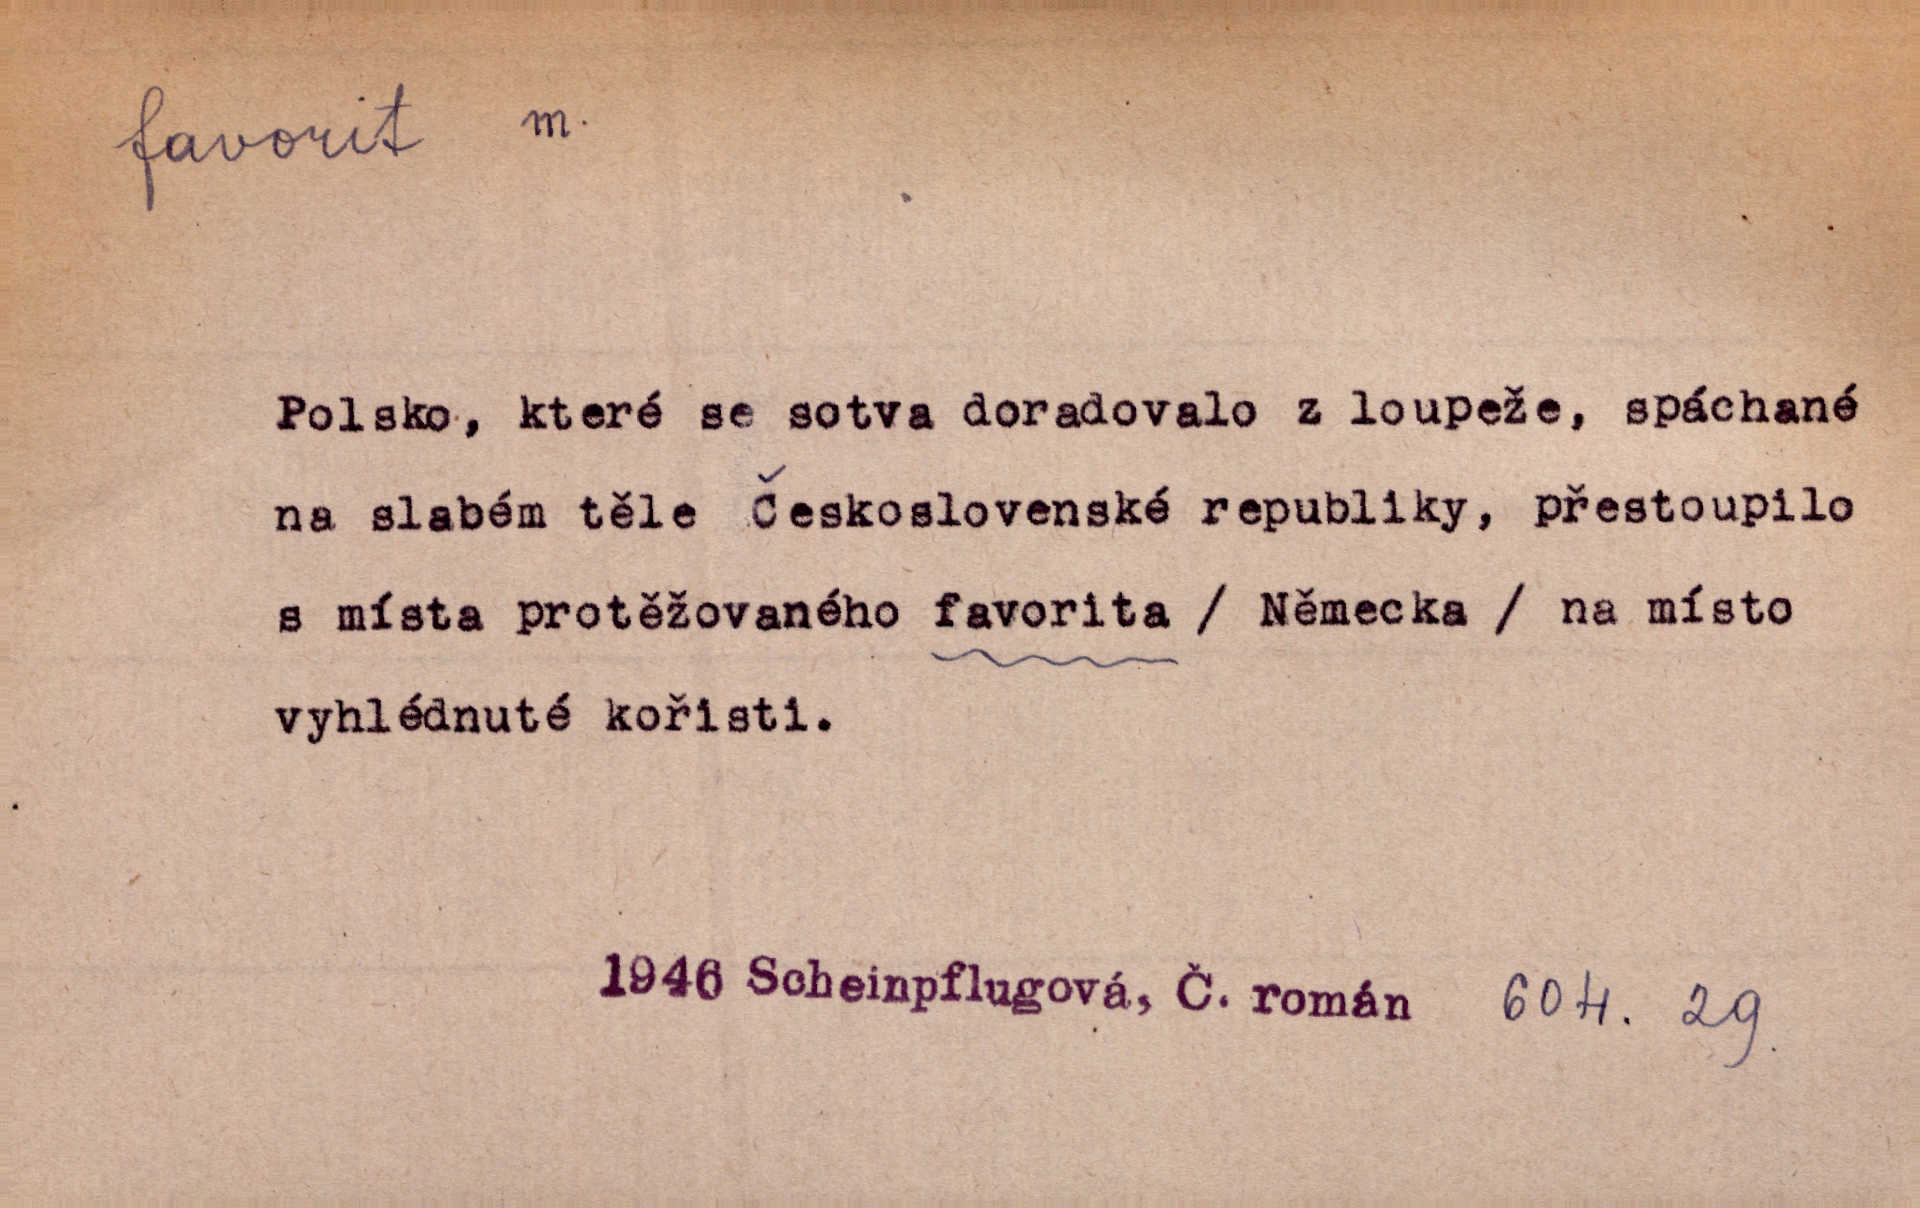 favorit m.
Polsko, které se sotva doradovalo z loupeže, spáchané
na slabém těle Československé republiky, přestoupilo
s místa protěžovaného favorita / Německa / na místo
vyhlédnuté kořisti.
1946 Scheinpflugová, Č. román 604. 29